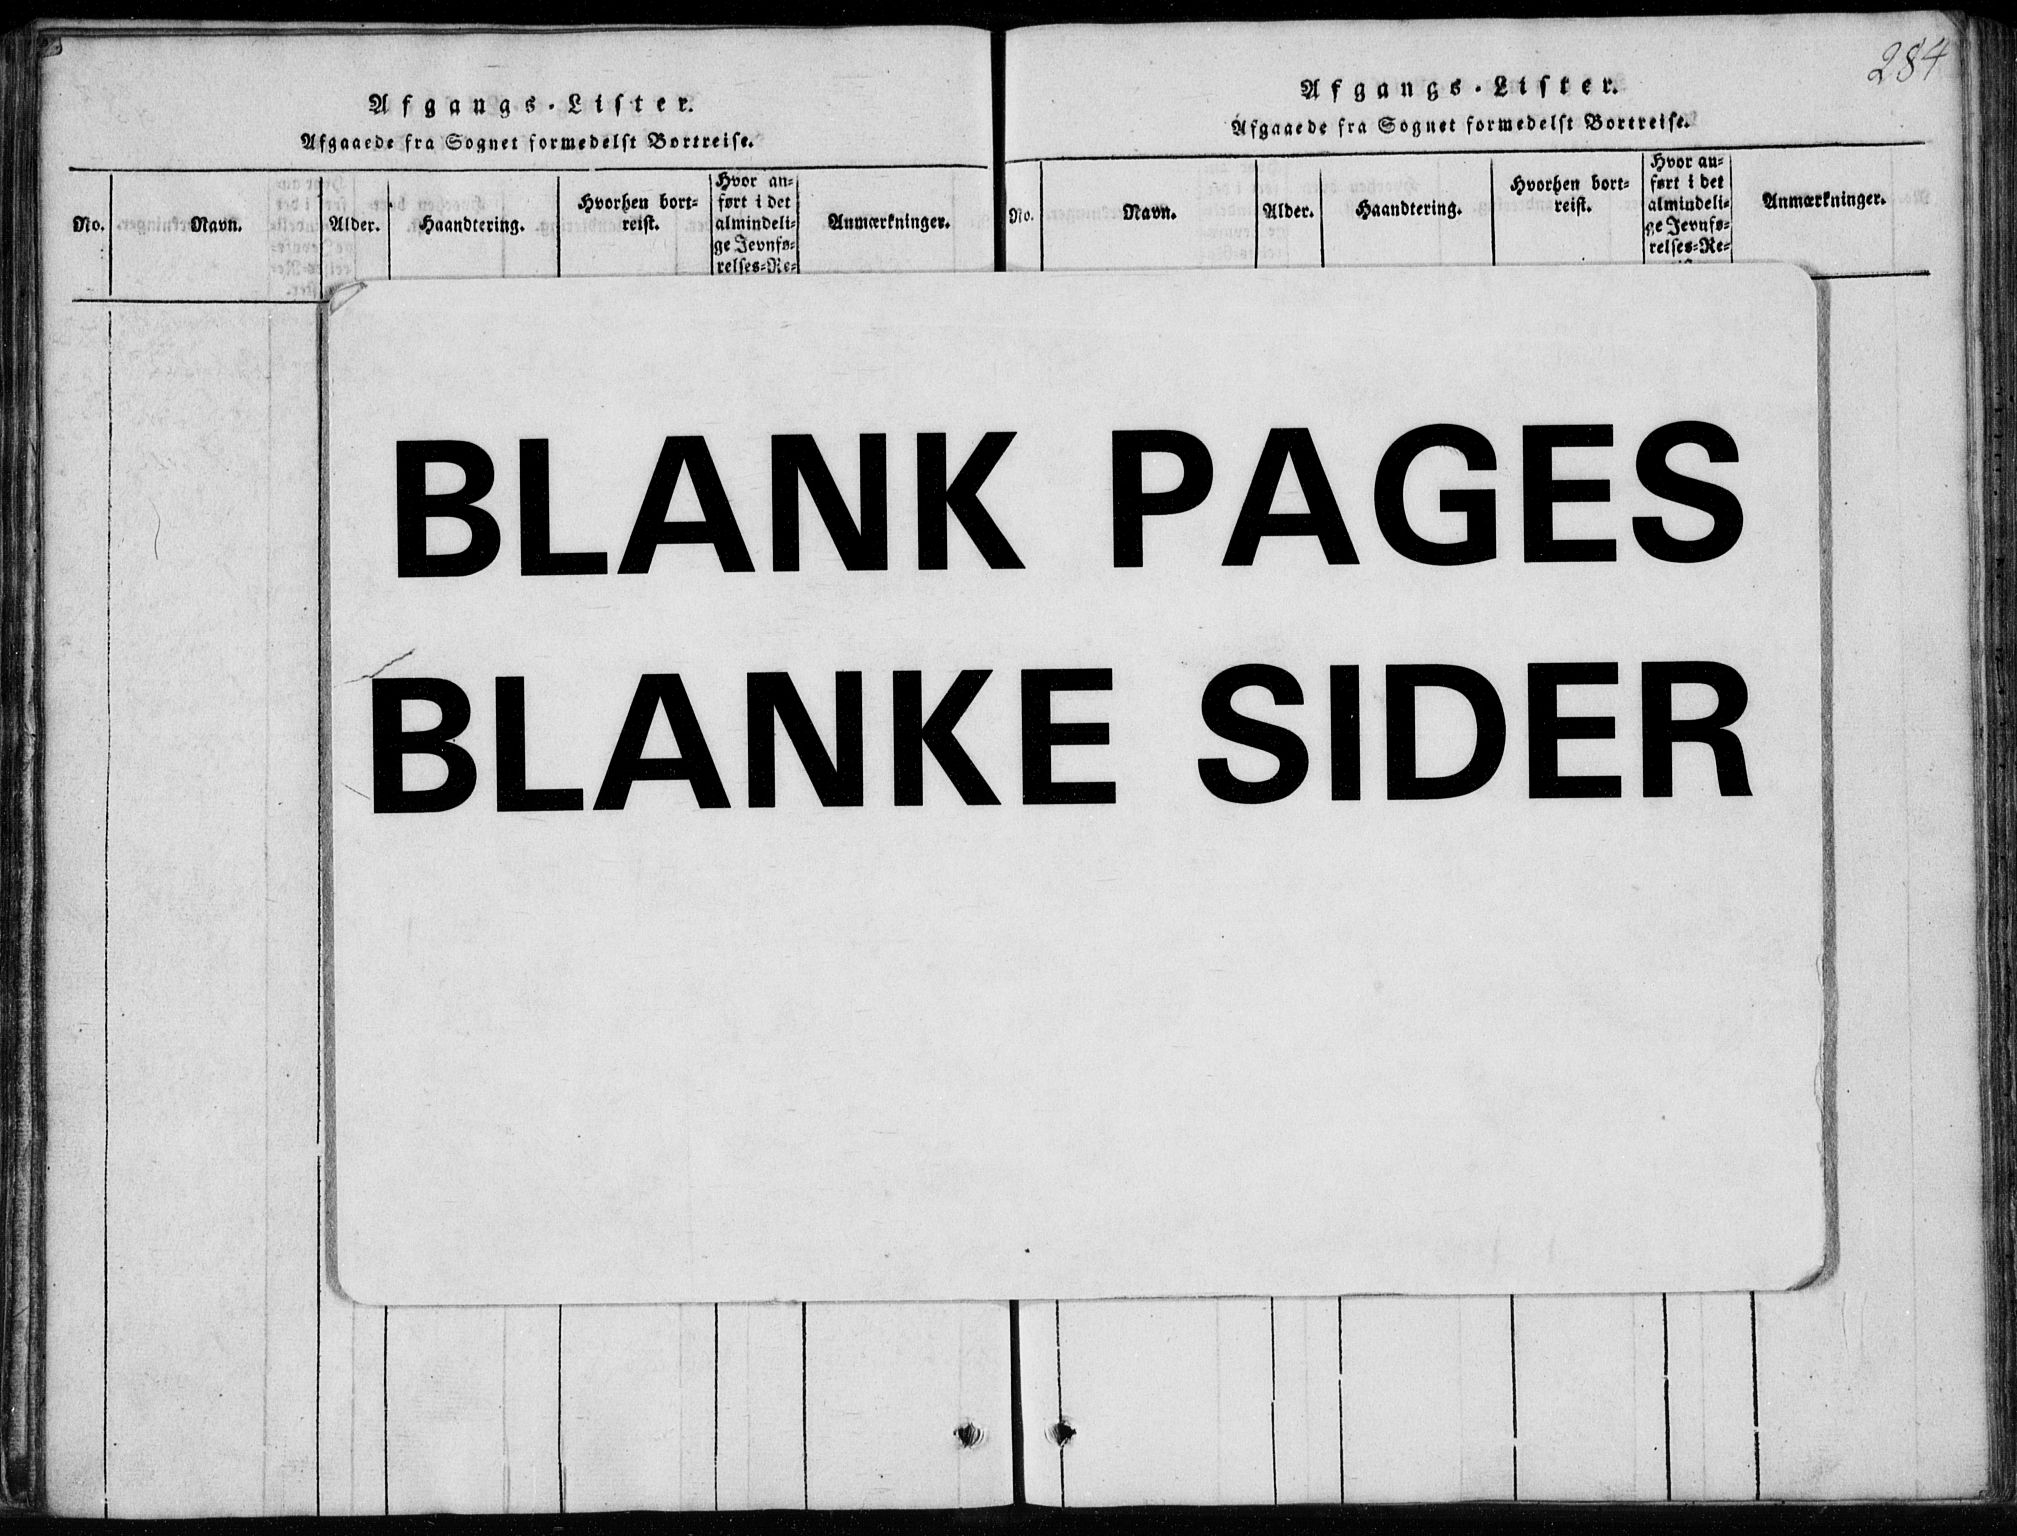 Afgangs-Lister.
Afgaaede fra Sognet formedelst Bortreise.
No.
Navn.
Alder.
Haandtering.
Hvorhen bort=
reist.
Hvor an=
ført i det
almindeli=
ge Jevnfø=
relses=Re=
Anmærkninger.
284
Afgangs-Lister.
Afgaaede fra Sognet formedelst Bortreise.
No.
Navn.
Alder.
Haandtering.
Hvorhen bort=
reist.
Hvor an=
ført i det
almindeli=
ge Jevnfø=
relses=Re=
Anmærkninger.
BLANK PAGES
BLANKE SIDER